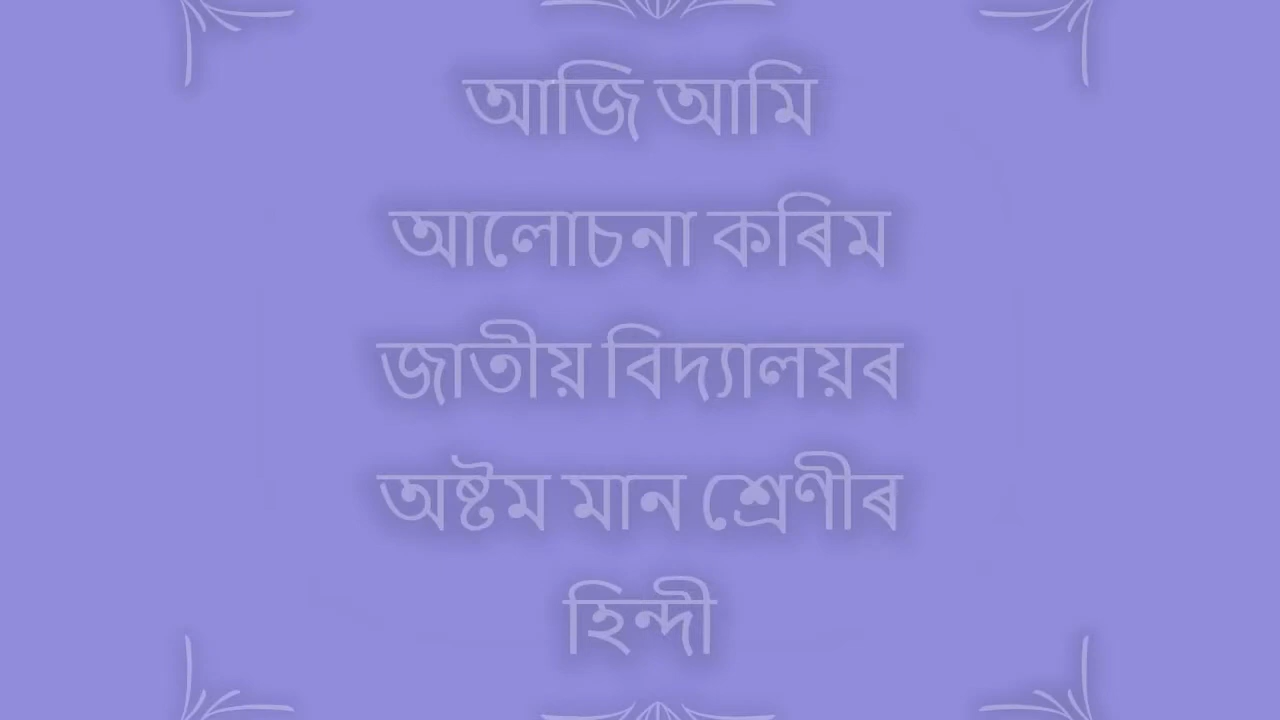 আজি আমি
আলোচনা কৰিম
জাতীয় বিদ্যালয়ৰ
অষ্টম মান শ্ৰেণীৰ
হিন্দী